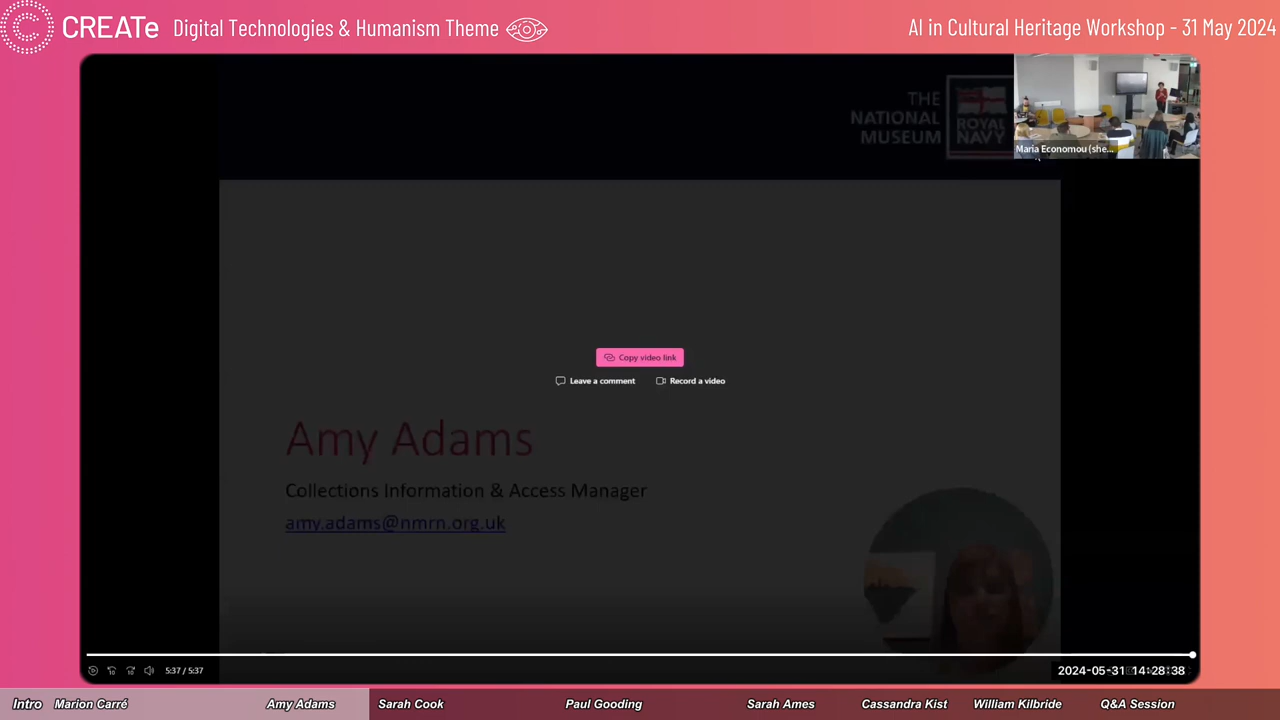 CREATe Digital Technologies & Humanism Theme
AI in Cultural Heritage Workshop - 31 May 2024
THE
NATIONAL
MUSEUM
ROYAL
NAVY
Maria Economou (she...
Copy video link
Leave a comment
Record a video
Amy Adams
Collections Information & Access Manager
amy.adams@nmrn.org.uk
5:37 / 5:37
2024-05-31 14:28:38
Intro Marion Carré Amy Adams Sarah Cook Paul Gooding Sarah Ames Cassandra Kist William Kilbride Q&A Session